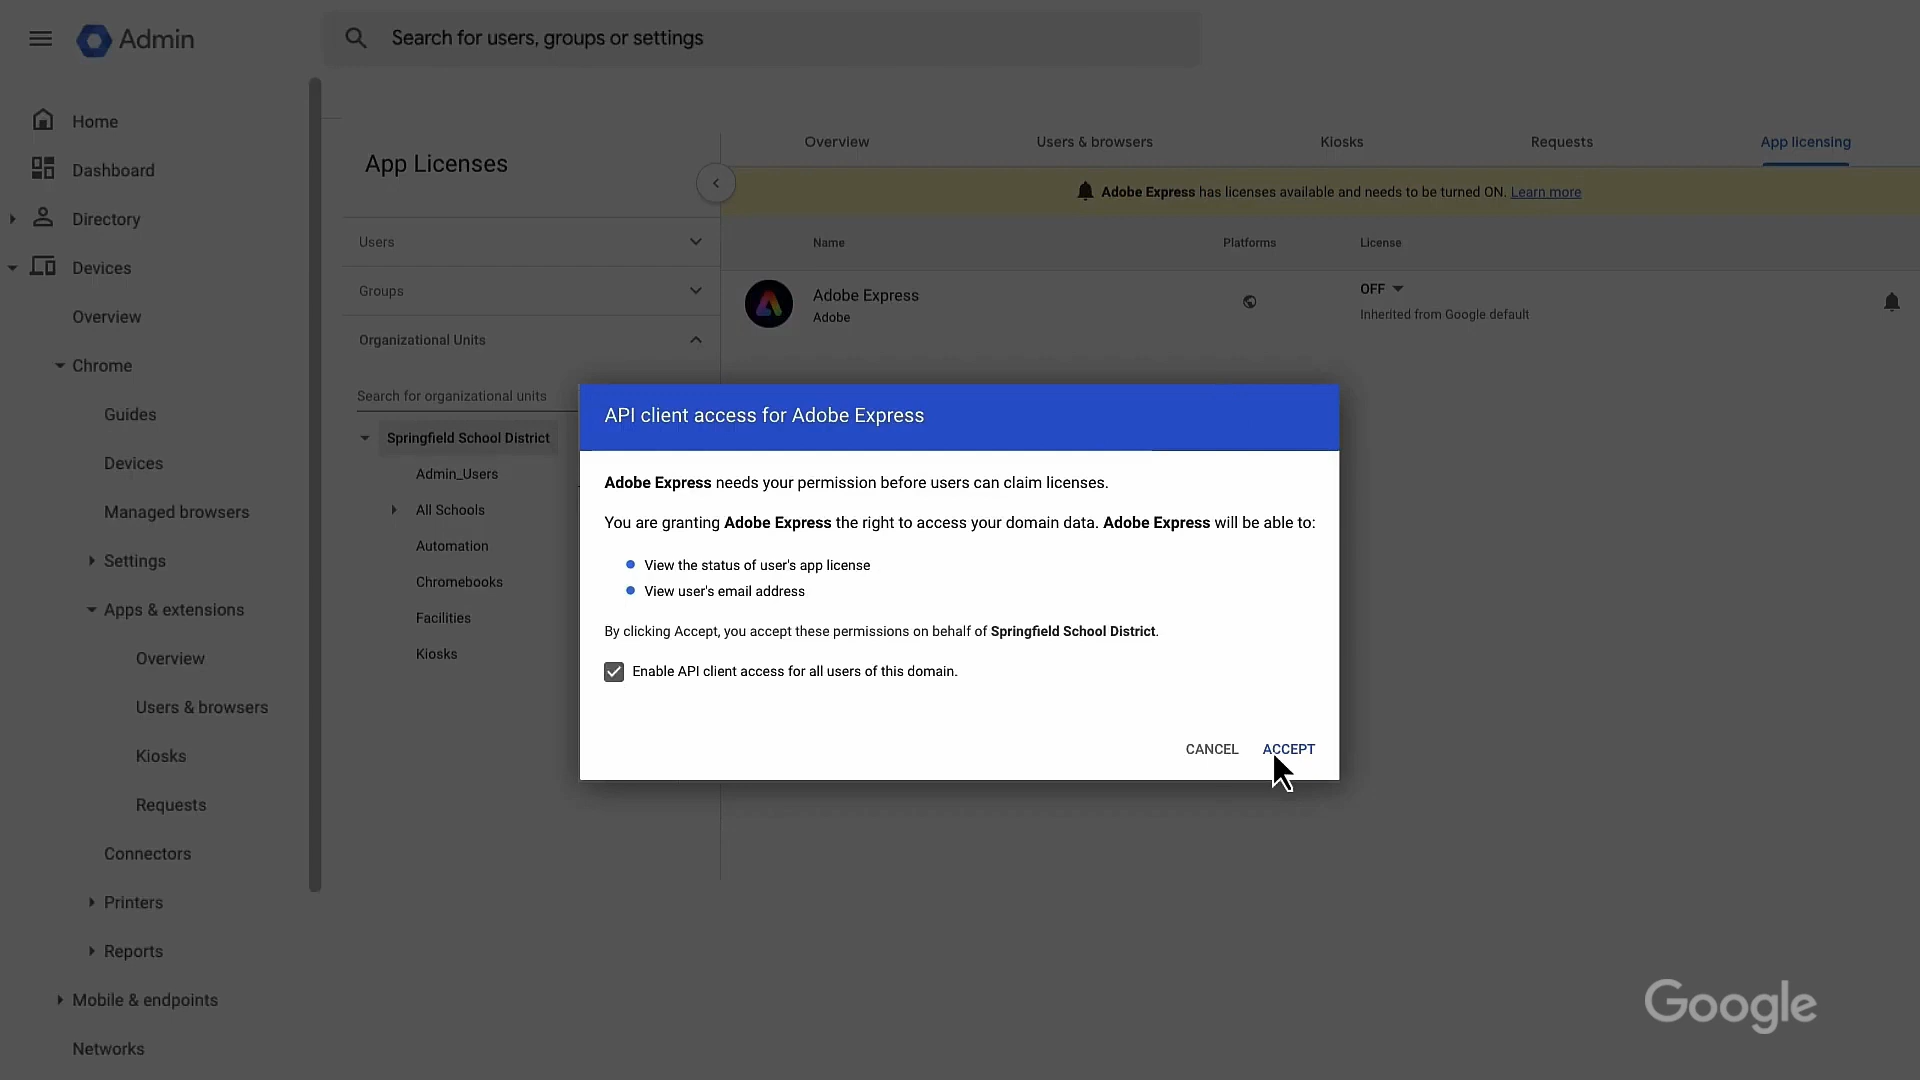 Admin
Search for users, groups or settings
Home
Dashboard
Directory
Devices
Overview
Chrome
Guides
Devices
Managed browsers
Settings
Apps & extensions
Overview
Users & browsers
Kiosks
Requests
Connectors
Printers
Reports
Mobile & endpoints
Networks
App Licenses
Users
Groups
Organizational Units
Search for organizational units
Springfield School District
Admin_Users
All Schools
Automation
Chromebooks
Facilities
Kiosks
Overview
Users & browsers
Kiosks
Requests
App licensing
Adobe Express has licenses available and needs to be turned ON. Learn more
Name
Platforms
License
Adobe Express
Adobe
OFF
Inherited from Google default
API client access for Adobe Express
Adobe Express needs your permission before users can claim licenses.
You are granting Adobe Express the right to access your domain data. Adobe Express will be able to:
View the status of user's app license
View user's email address
By clicking Accept, you accept these permissions on behalf of Springfield School District.
Enable API client access for all users of this domain.
CANCEL
ACCEPT
Google